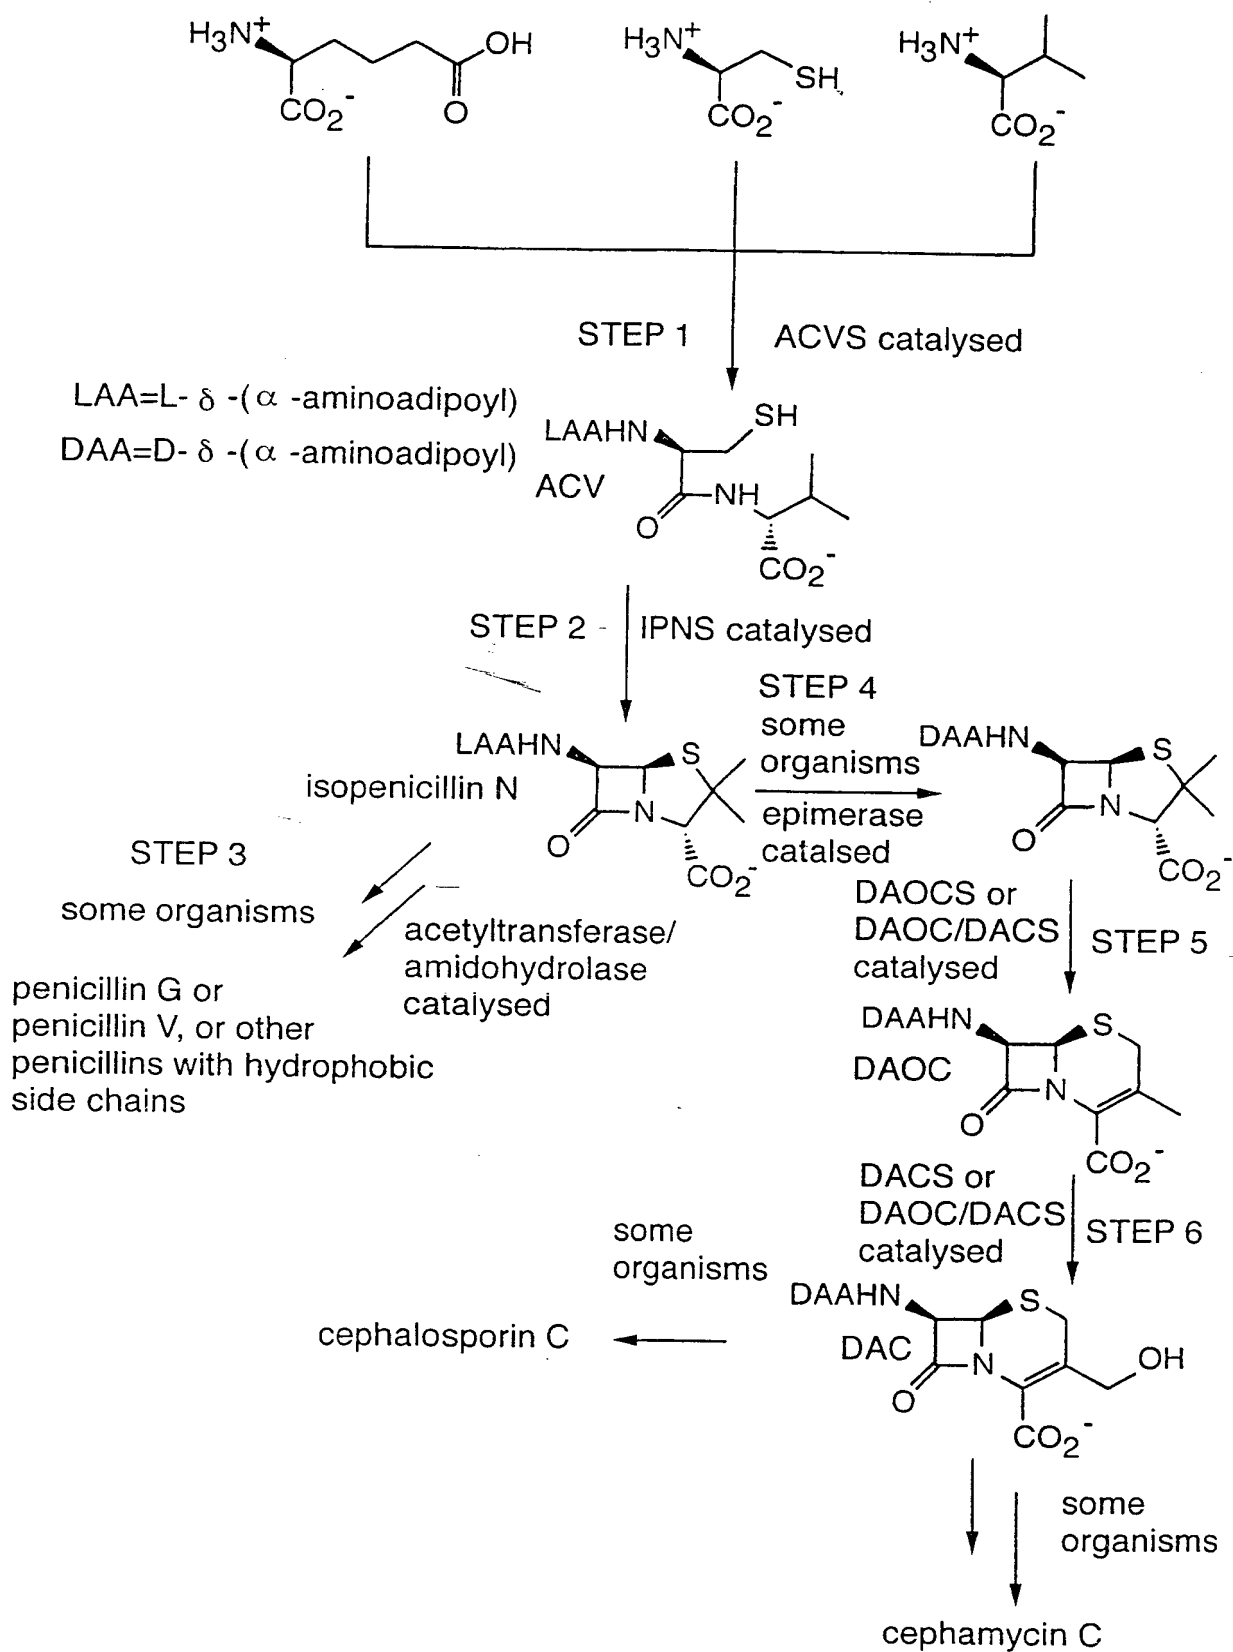 H3N+
OH
CO2-
O
H3N+
SH
CO2-
H3N+
CO2-
STEP 1
ACVS catalysed
LAA=L- δ -(α -aminoadipoyl)
DAA=D- δ -(α -aminoadipoyl)
LAAHN
SH
ACV
NH
O
CO2-
STEP 2
IPNS catalysed
STEP 4
some
organisms
epimerase
catalsed
LAAHN
S
isopenicillin N
N
O
CO2-
DAAHN
S
N
O
CO2-
STEP 3
some organisms
acetyltransferase/
amidohydrolase
catalysed
penicillin G or
penicillin V, or other
penicillins with hydrophobic
side chains
DAOCS or
DAOC/DACS
catalysed
STEP 5
DAAHN
S
DAOC
N
O
CO2-
DACS or
DAOC/DACS
catalysed
STEP 6
some
organisms
cephalosporin C
DAAHN
S
DAC
N
OH
O
CO2-
some
organisms
cephamycin C